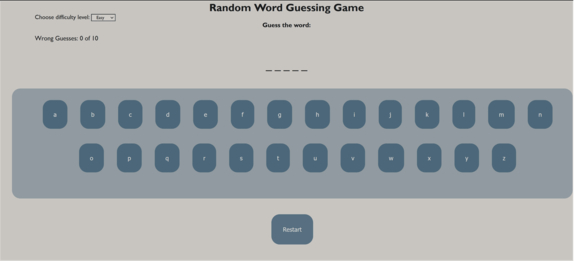 Random Word Guessing Game
Choose difficulty level: Easy
Guess the word:
Wrong Guesses: 0 of 10
_ _ _ _ _
a b c d e f g h i j k l m n
o p q r s t u v w x y z
Restart